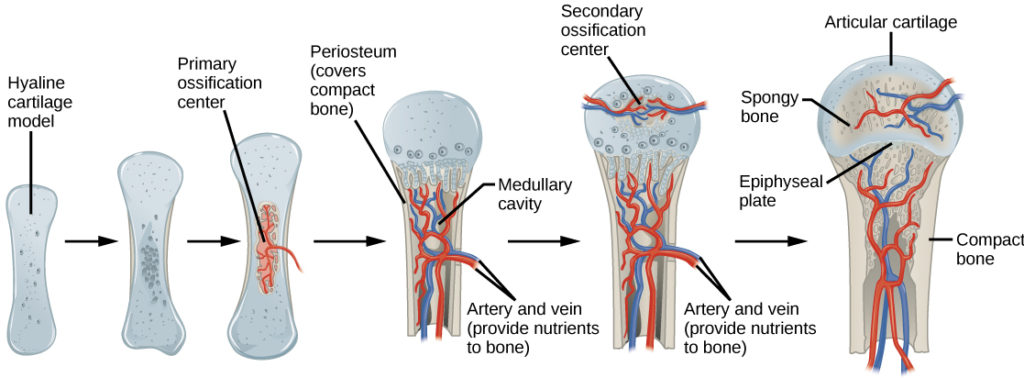 Hyaline
cartilage
model
Primary
ossification
center
Periosteum
(covers
compact
bone)
Medullary
cavity
Artery and vein
(provide nutrients
to bone)
Secondary
ossification
center
Artery and vein
(provide nutrients
to bone)
Articular cartilage
Spongy
bone
Epiphyseal
plate
Compact
bone